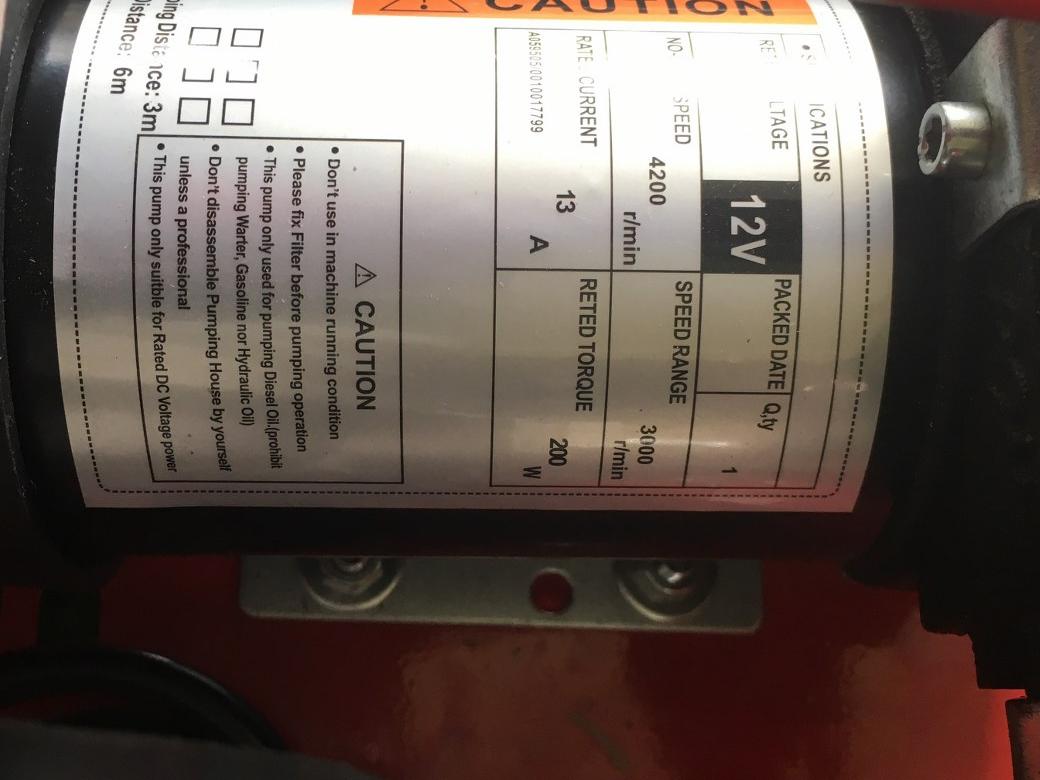 CAUTION
ICATIONS
LTAGE
12V
PACKED DATE
Q,ty
1
NO-
SPEED
4200
r/min
SPEED RANGE
3000
r/min
RATE
CURRENT
13
A
RETED TORQUE
200
W
A059505/0010017799
⚠ CAUTION
• Don't use in machine running condition
• Please fix Filter before pumping operation
• This pump only used for pumping Diesel Oil.(prohibit
pumping Warter, Gasoline nor Hydraulic Oil)
• Don't disassemble Pumping House by yourself
unless a professional
• This pump only suitble for Rated DC Voltage power
3m
6m